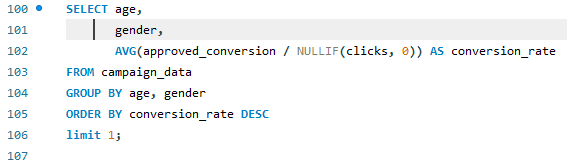 100 SELECT age,
101 gender,
102 AVG(approved_conversion / NULLIF(clicks, 0)) AS conversion_rate
103 FROM campaign_data
104 GROUP BY age, gender
105 ORDER BY conversion_rate DESC
106 limit 1;
107